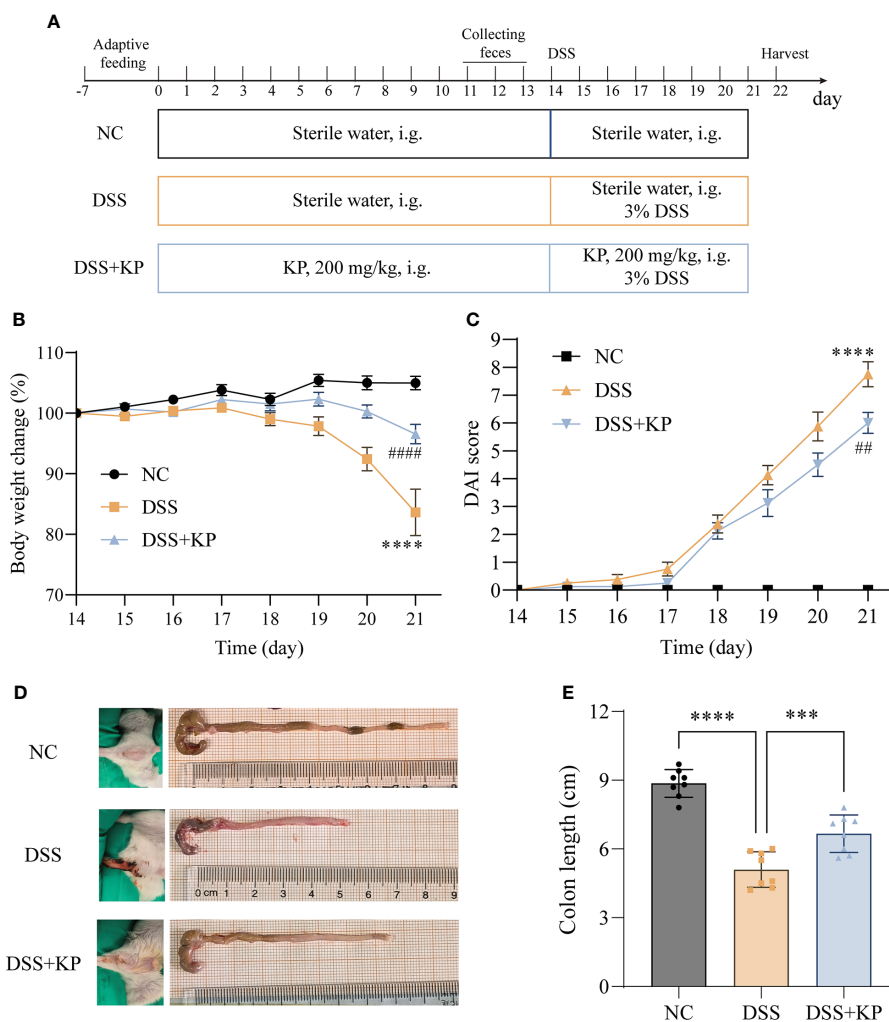 A
Adaptive
feeding
Collecting
feces
DSS
Harvest
-7 0 1 2 3 4 5 6 7 8 9 10 11 12 13 14 15 16 17 18 19 20 21 22 day
NC
Sterile water, i.g.
Sterile water, i.g.
DSS
Sterile water, i.g.
Sterile water, i.g.
3% DSS
DSS+KP
KP, 200 mg/kg, i.g.
KP, 200 mg/kg, i.g.
3% DSS
B
Body weight change (%)
110
100
90
80
70
NC
DSS
DSS+KP
####
****
14 15 16 17 18 19 20 21
Time (day)
C
DAI score
9
8
7
6
5
4
3
2
1
0
NC
DSS
DSS+KP
****
##
14 15 16 17 18 19 20 21
Time (day)
D
NC
DSS
0 cm 1 2 3 4 5 6 7 8 9
DSS+KP
E
Colon length (cm)
12
9
6
3
0
****
***
NC DSS DSS+KP